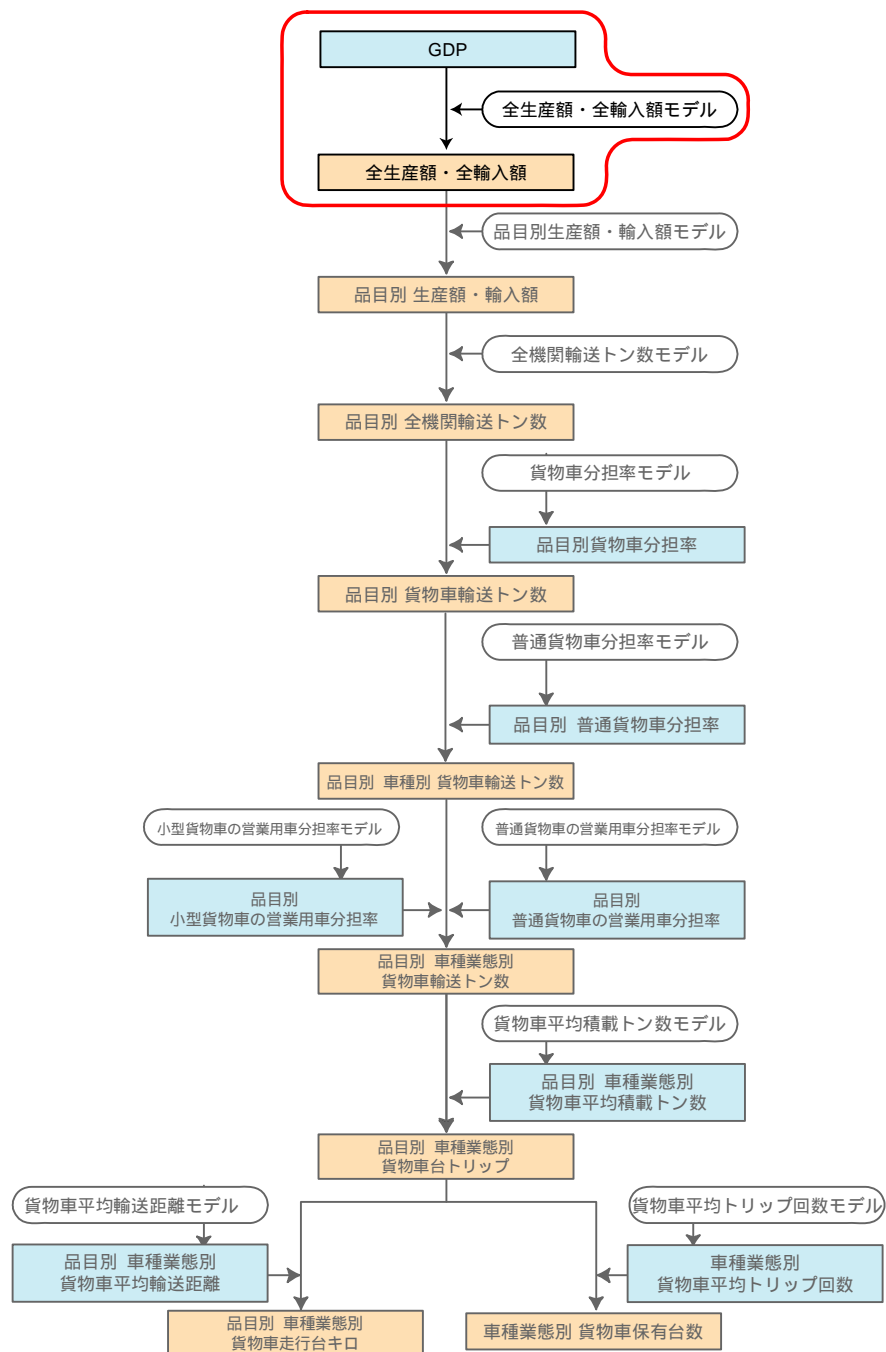 GDP
全生産額・全輸入額モデル
全生産額・全輸入額
品目別生産額・輸入額モデル
品目別 生産額・輸入額
全機関輸送トン数モデル
品目別 全機関輸送トン数
貨物車分担率モデル
品目別貨物車分担率
品目別 貨物車輸送トン数
普通貨物車分担率モデル
品目別 普通貨物車分担率
品目別 車種別 貨物車輸送トン数
小型貨物車の営業用車分担率モデル
普通貨物車の営業用車分担率モデル
品目別
小型貨物車の営業用車分担率
品目別
普通貨物車の営業用車分担率
品目別 車種業態別
貨物車輸送トン数
貨物車平均積載トン数モデル
品目別 車種業態別
貨物車平均積載トン数
品目別 車種業態別
貨物車台トリップ
貨物車平均輸送距離モデル
貨物車平均トリップ回数モデル
品目別 車種業態別
貨物車平均輸送距離
車種業態別
貨物車平均トリップ回数
品目別 車種業態別
貨物車走行台キロ
車種業態別 貨物車保有台数